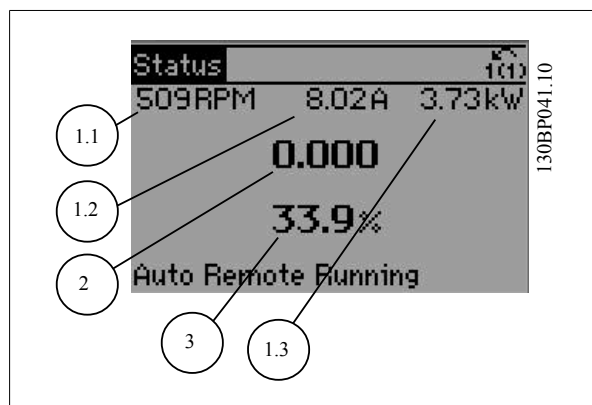 Status 1(1)
509RPM 8.02A 3.73kW
0.000
33.9%
Auto Remote Running
1.1
1.2
2
3
1.3
130BP041.10